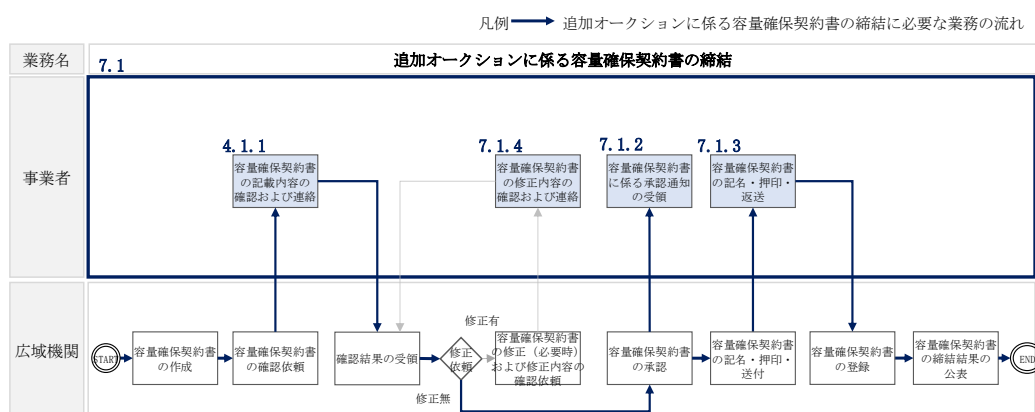 凡例 追加オークションに係る容量確保契約書の締結に必要な業務の流れ
業務名
7.1
追加オークションに係る容量確保契約書の締結
事業者
4.1.1
容量確保契約書
の記載内容の
確認および連絡
7.1.4
容量確保契約書
の修正内容の
確認および連絡
7.1.2
容量確保契約書
に係る承認通知
の受領
7.1.3
容量確保契約書
の記名・押印・
返送
広域機関
START
容量確保契約書
の作成
容量確保契約書
の確認依頼
確認結果の受領
修正
依頼
修正有
修正無
容量確保契約書
の修正（必要時）
および修正内容の
確認依頼
容量確保契約書
の承認
容量確保契約書
の記名・押印・
送付
容量確保契約書
の登録
容量確保契約書
の締結結果の
公表
END